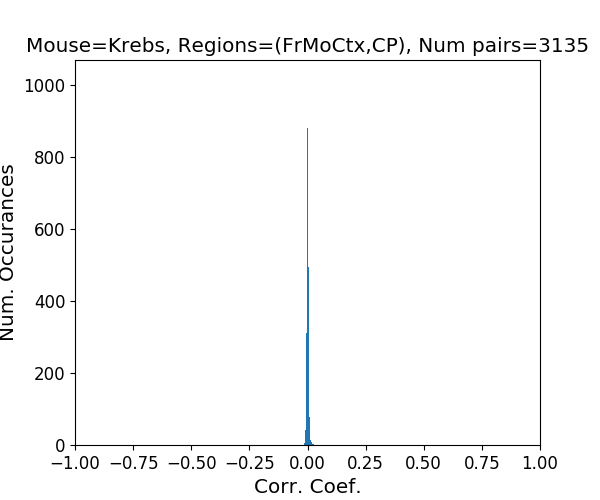 Mouse=Krebs, Regions=(FrMoCtx,CP), Num pairs=3135
1000
800
600
400
200
0
Num. Occurances
−1.00 −0.75 −0.50 −0.25 0.00 0.25 0.50 0.75 1.00
Corr. Coef.